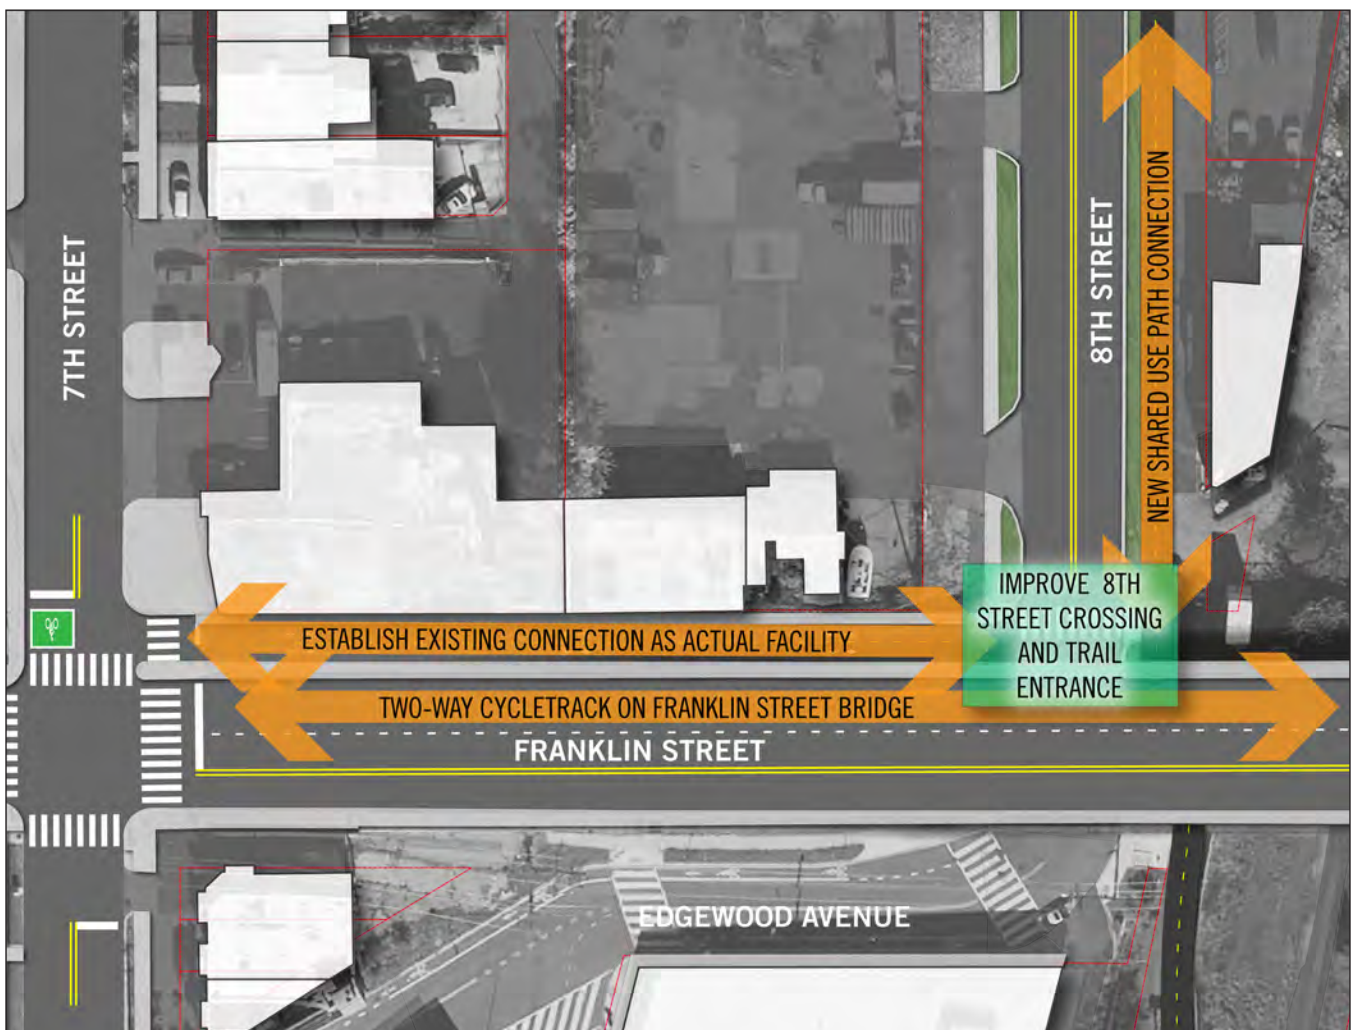 7TH STREET
8TH STREET
NEW SHARED USE PATH CONNECTION
IMPROVE 8TH
STREET CROSSING
AND TRAIL
ENTRANCE
ESTABLISH EXISTING CONNECTION AS ACTUAL FACILITY
TWO-WAY CYCLETRACK ON FRANKLIN STREET BRIDGE
FRANKLIN STREET
EDGEWOOD AVENUE